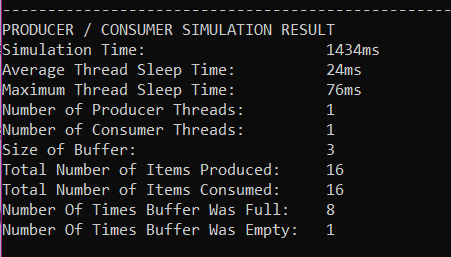 PRODUCER / CONSUMER SIMULATION RESULT
Simulation Time: 1434ms
Average Thread Sleep Time: 24ms
Maximum Thread Sleep Time: 76ms
Number of Producer Threads: 1
Number of Consumer Threads: 1
Size of Buffer: 3
Total Number of Items Produced: 16
Total Number of Items Consumed: 16
Number Of Times Buffer Was Full: 8
Number Of Times Buffer Was Empty: 1